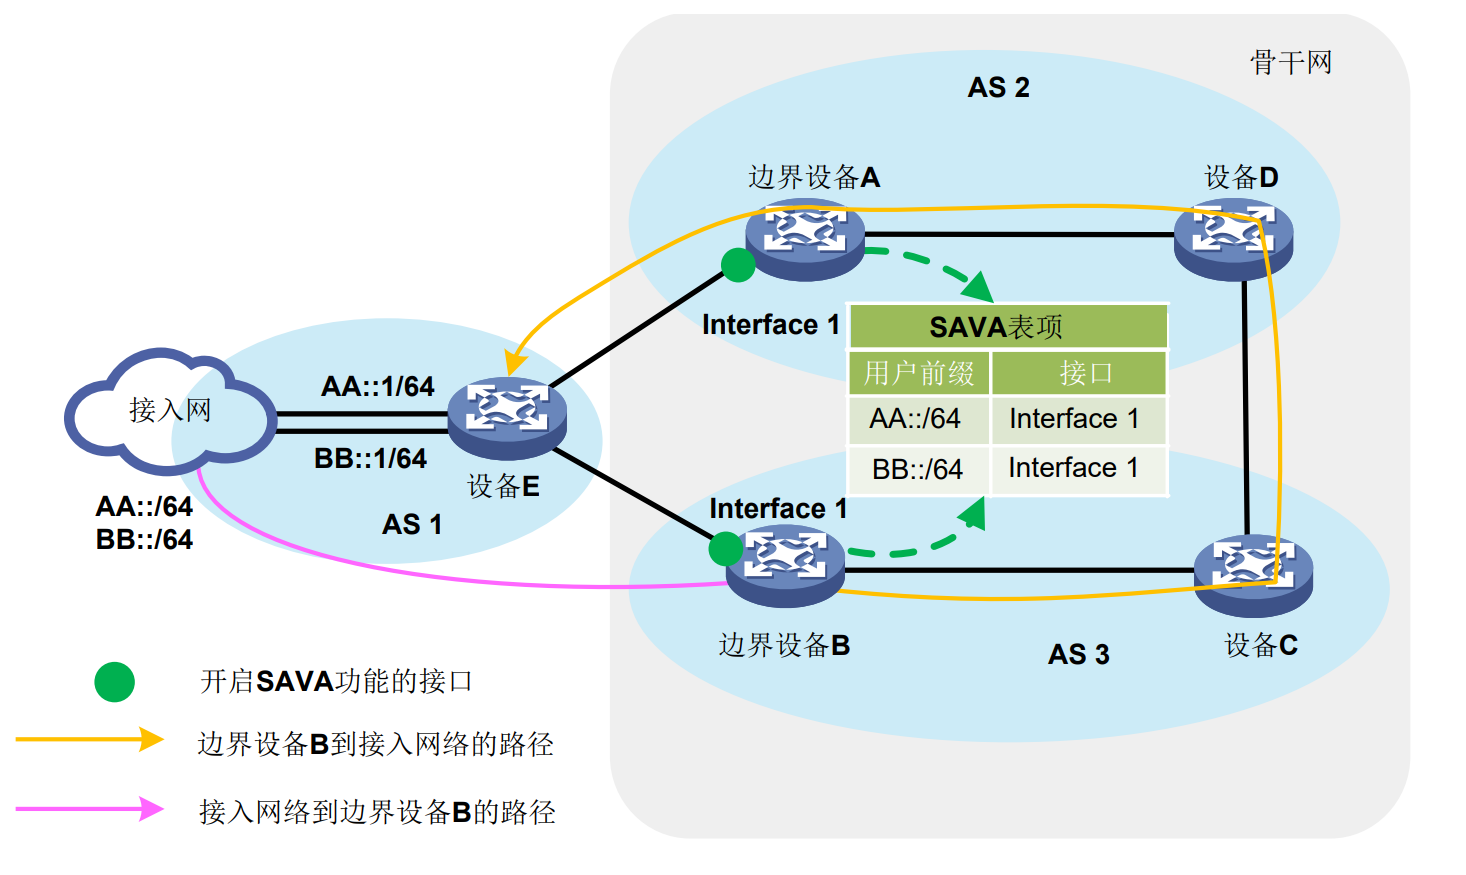 骨干网
AS 2
边界设备A
设备D
Interface 1
SAVA表项
用户前缀 接口
AA::/64 Interface 1
BB::/64 Interface 1
接入网
AA::1/64
BB::1/64
设备E
AA::/64
BB::/64
AS 1
Interface 1
边界设备B
设备C
AS 3
开启SAVA功能的接口
边界设备B到接入网络的路径
接入网络到边界设备B的路径